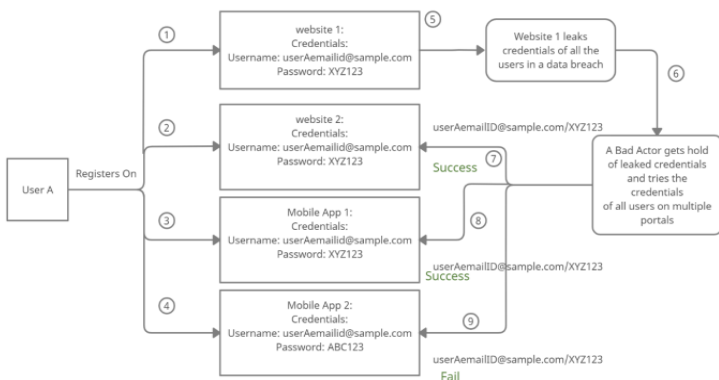 1
5
website 1:
Credentials:
Username: userAemailid@sample.com
Password: XYZ123
Website 1 leaks
credentials of all the
users in a data breach
6
2
website 2:
Credentials:
Username: userAemailid@sample.com
Password: XYZ123
userAemailID@sample.com/XYZ123
7
Success
A Bad Actor gets hold
of leaked credentials
and tries the
credentials
of all users on multiple
portals
User A
Registers On
3
Mobile App 1:
Credentials:
Username: userAemailid@sample.com
Password: XYZ123
8
userAemailID@sample.com/XYZ123
Success
4
Mobile App 2:
Credentials:
Username: userAemailid@sample.com
Password: ABC123
9
userAemailID@sample.com/XYZ123
Fail